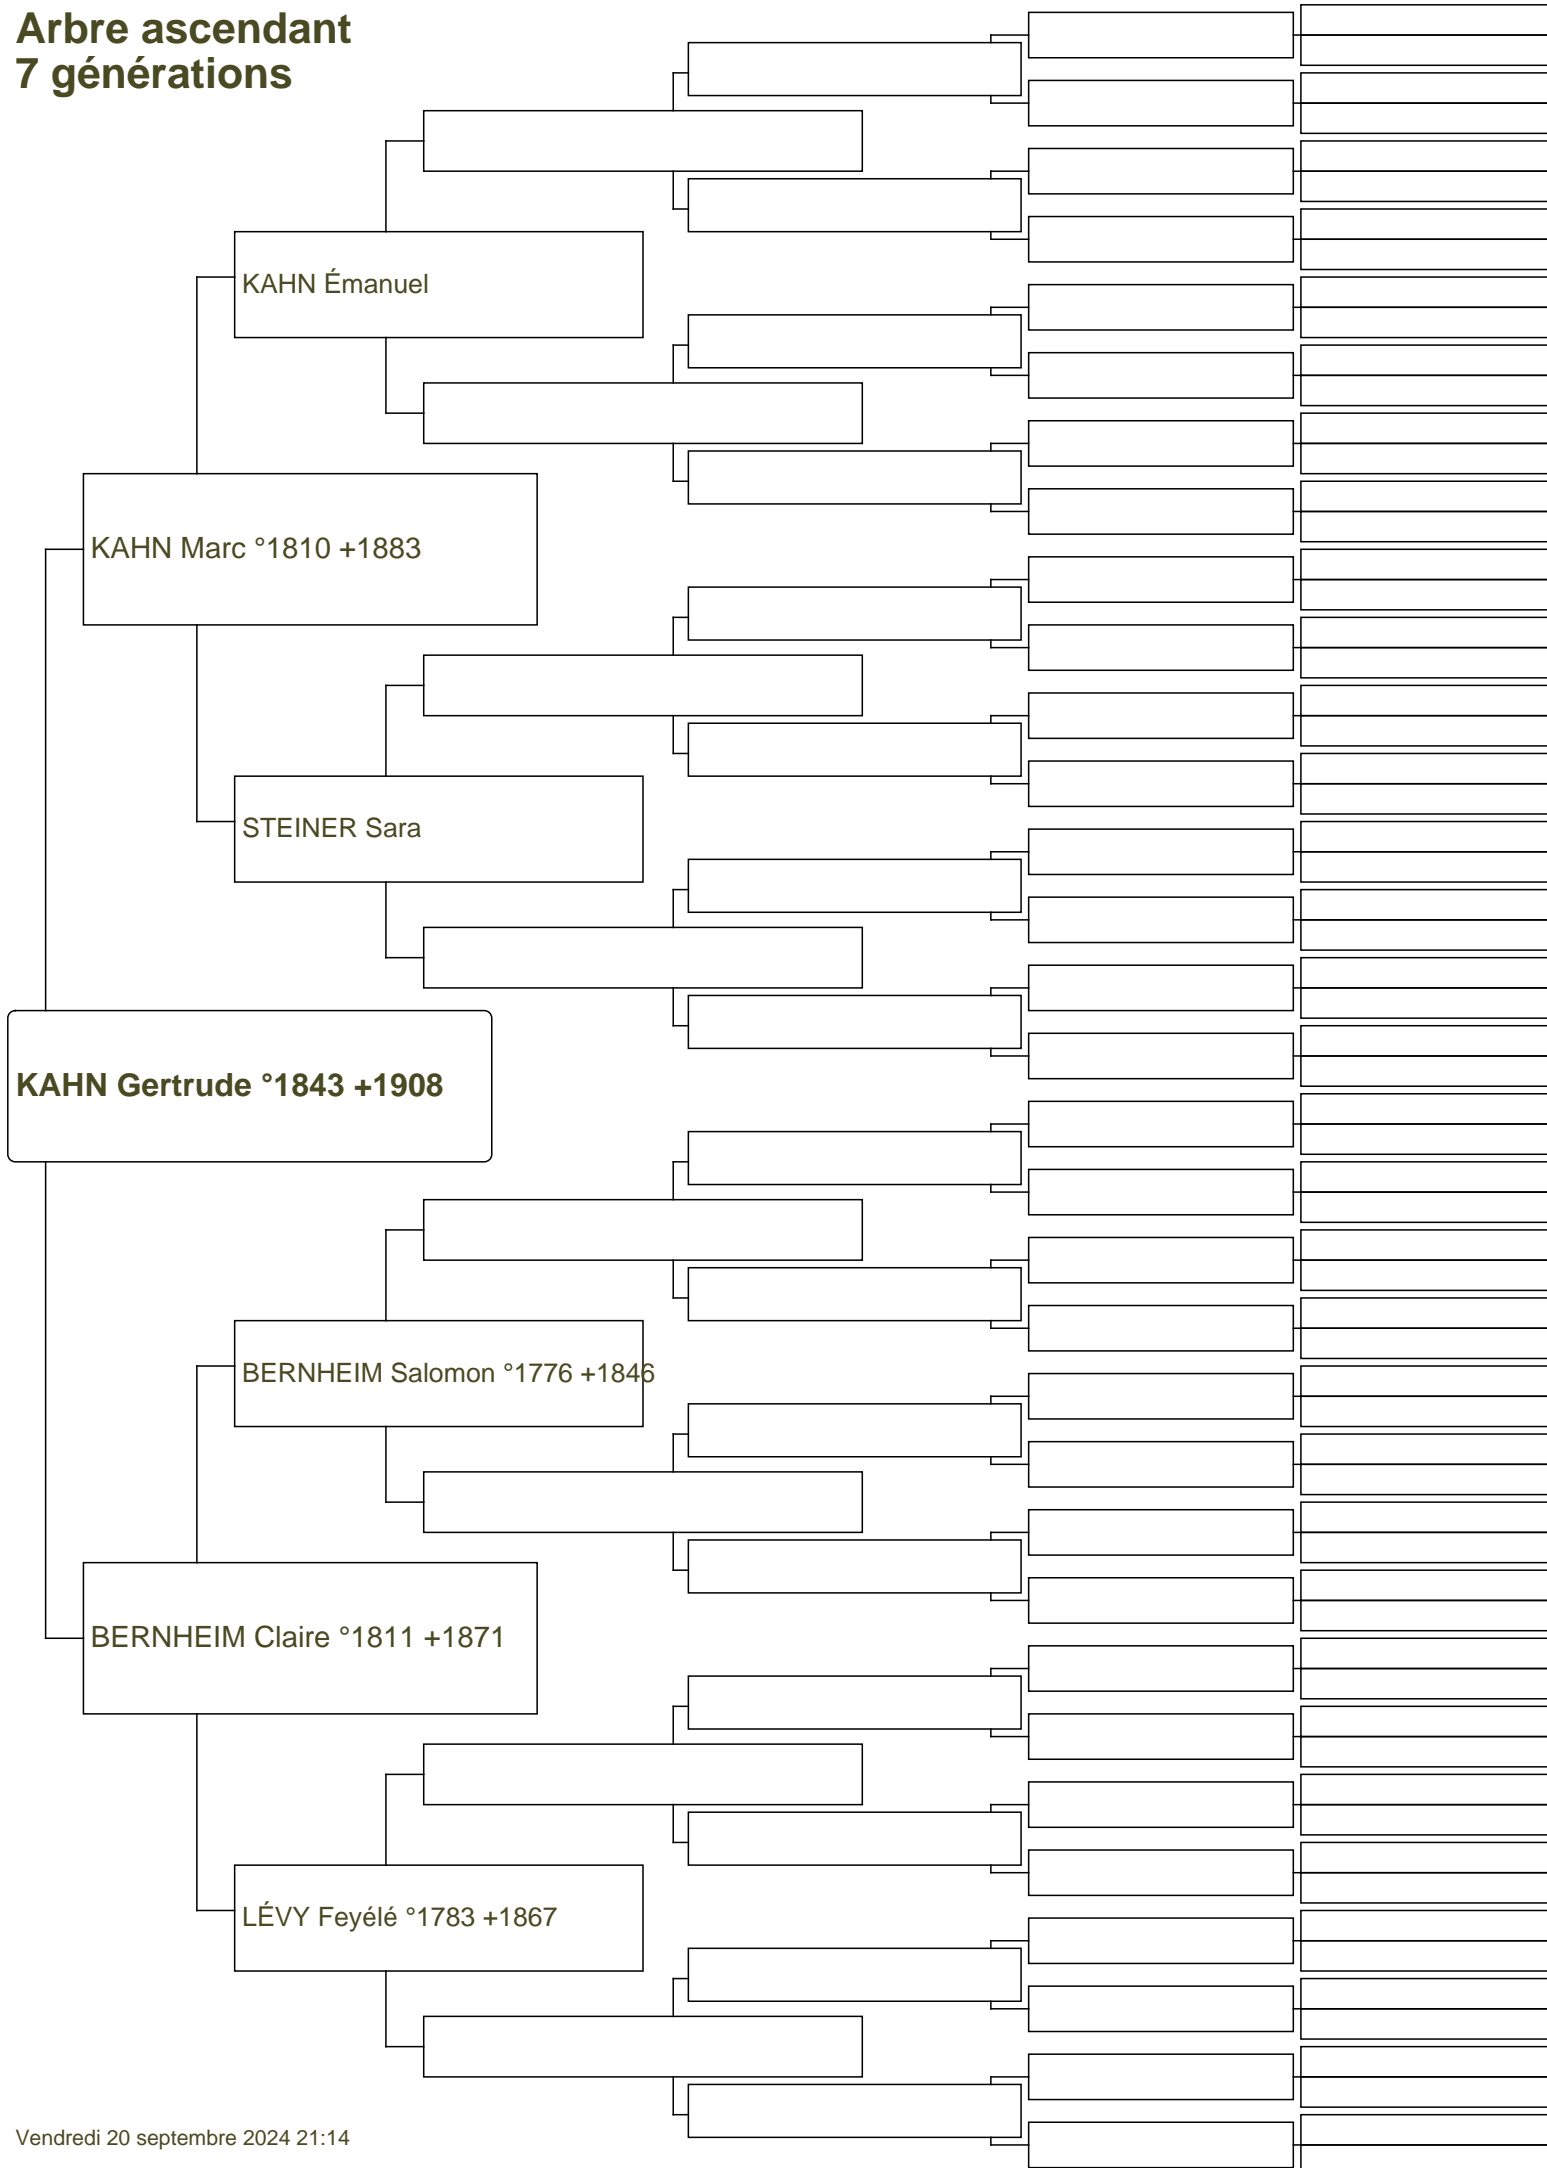 Arbre ascendant
7 générations
KAHN Émanuel
KAHN Marc °1810 +1883
STEINER Sara
KAHN Gertrude °1843 +1908
BERNHEIM Salomon °1776 +1846
BERNHEIM Claire °1811 +1871
LÉVY Feyélé °1783 +1867
Vendredi 20 septembre 2024 21:14